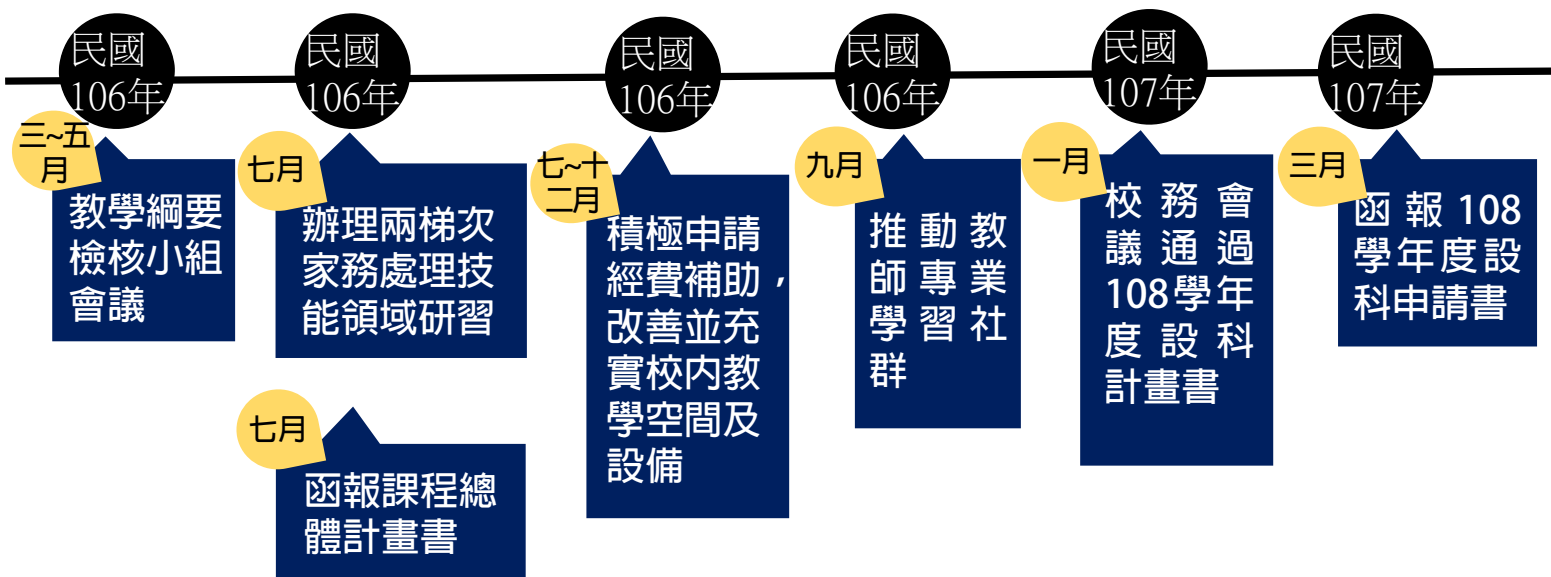 民國
106年
三~五
月
教學綱要
檢核小組
會議
民國
106年
七月
辦理兩梯次
家務處理技
能領域研習
七月
函報課程總
體計畫書
民國
106年
七~十
二月
積極申請
經費補助，
改善並充
實校内教
學空間及
設備
民國
106年
九月
推動教
師專業
學習社
群
民國
107年
一月
校務會
議通過
108學年
度設科
計畫書
民國
107年
三月
函報108
學年度設
科申請書